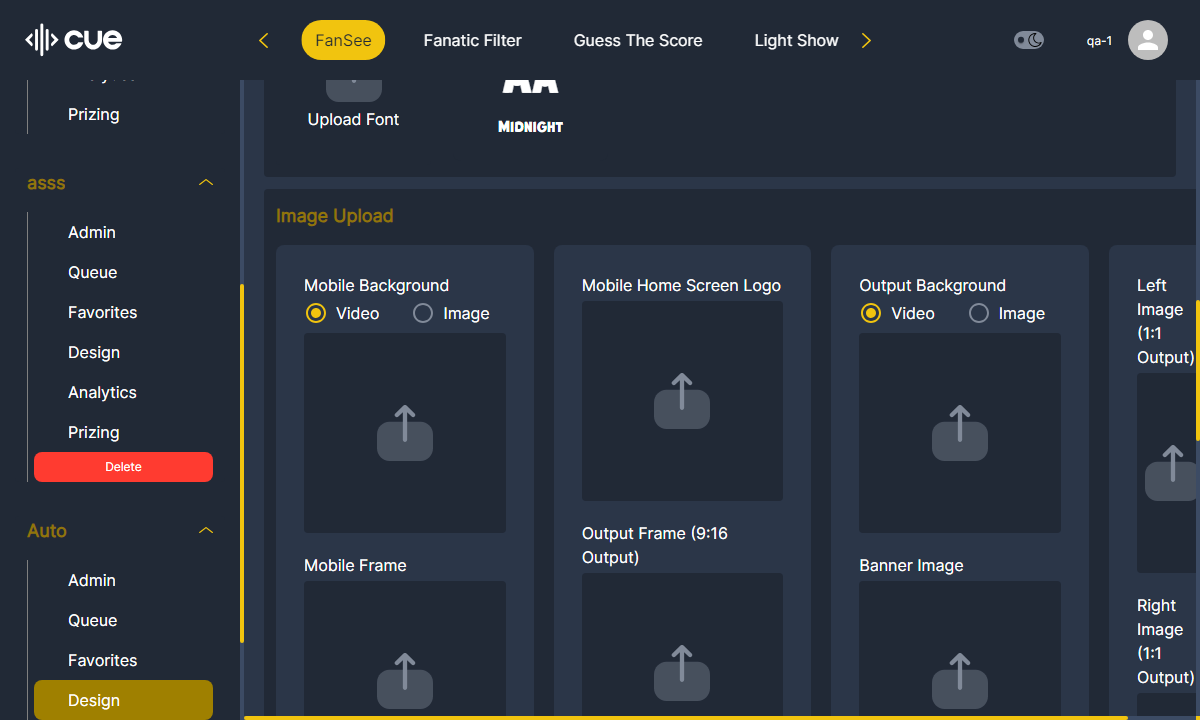 cue
FanSee
Fanatic Filter
Guess The Score
Light Show
qa-1
Prizing
asss
Admin
Queue
Favorites
Design
Analytics
Prizing
Delete
Auto
Admin
Queue
Favorites
Design
Upload Font
AA
MIDNIGHT
Image Upload
Mobile Background
Video
Image
Mobile Frame
Mobile Home Screen Logo
Output Frame (9:16
Output)
Output Background
Video
Image
Banner Image
Left
Image
(1:1
Output)
Right
Image
(1:1
Output)